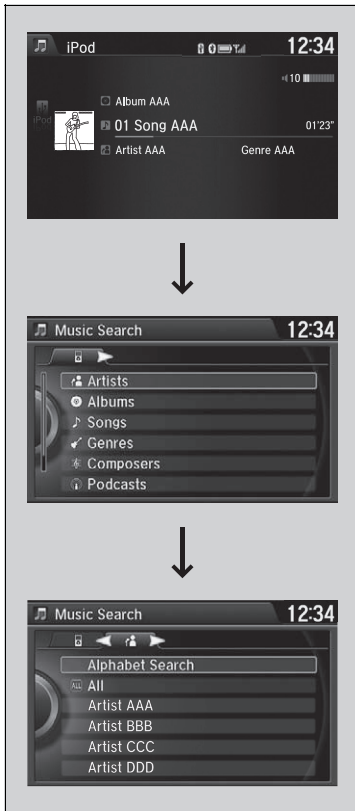 iPod 12:34
10
iPod
Album AAA
01 Song AAA 01'23"
Artist AAA Genre AAA
Music Search 12:34
Artists
Albums
Songs
Genres
Composers
Podcasts
Music Search 12:34
Alphabet Search
ALL All
Artist AAA
Artist BBB
Artist CCC
Artist DDD